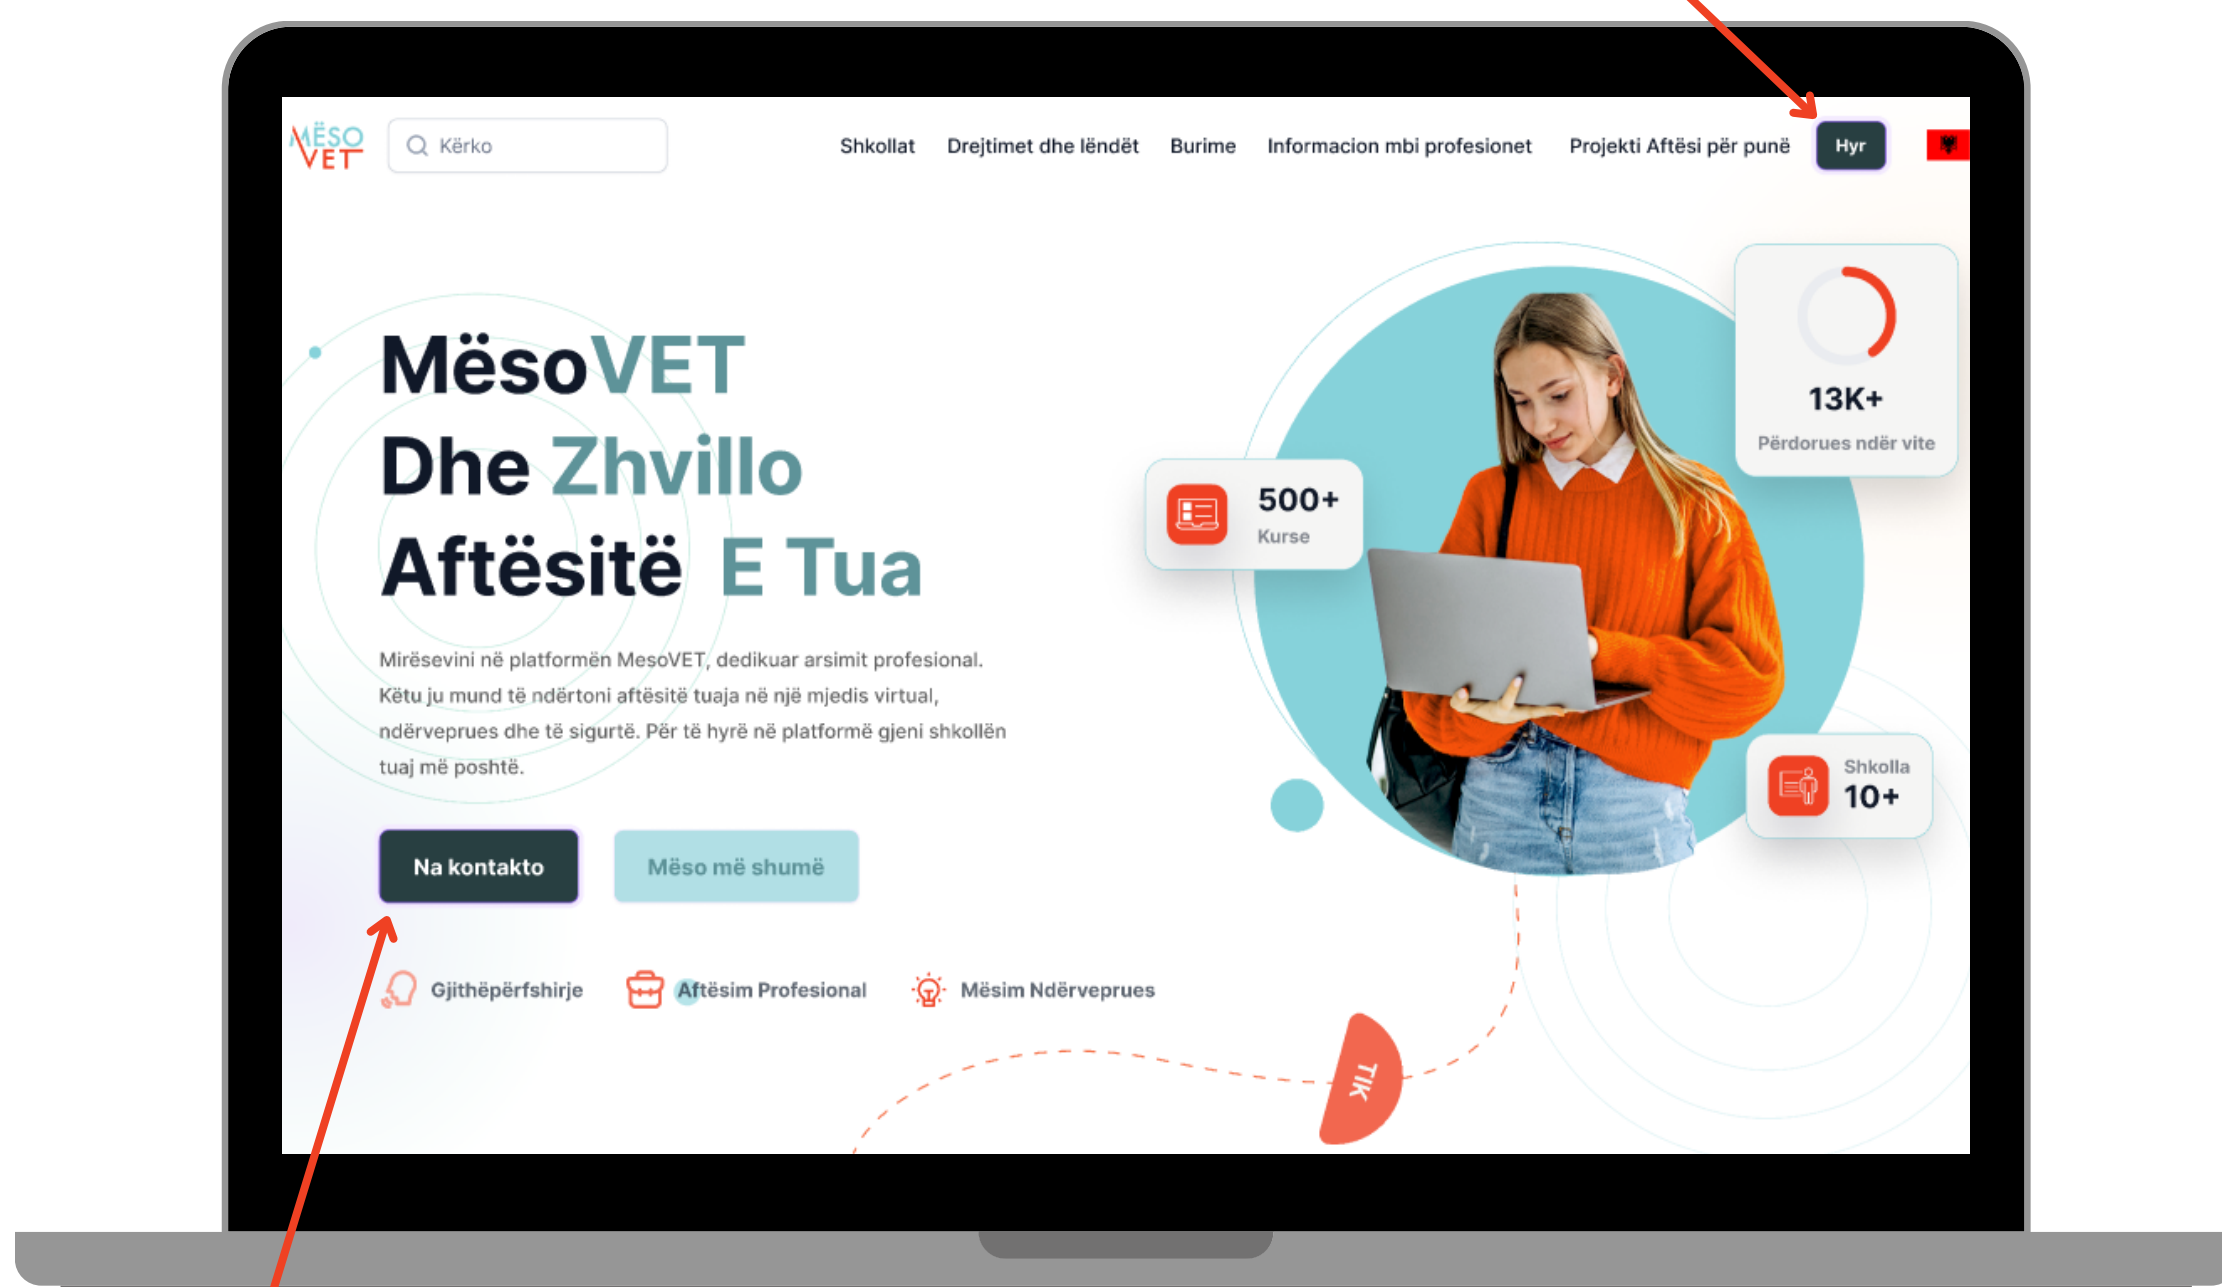 MËSO
VET
Kërko
Shkollat
Drejtimet dhe lëndët
Burime
Informacion mbi profesionet
Projekti Aftësi për punë
Hyr
MësoVET
Dhe Zhvillo
Aftësitë E Tua
Mirësevini në platformën MesoVET, dedikuar arsimit profesional.
Këtu ju mund të ndërtoni aftësitë tuaja në një mjedis virtual,
ndërveprues dhe të sigurtë. Për të hyrë në platformë gjeni shkollën
tuaj më poshtë.
Na kontakto
Mëso më shumë
Gjithëpërfshirje
Aftësim Profesional
Mësim Ndërveprues
500+
Kurse
13K+
Përdorues ndër vite
Shkolla
10+
TIK